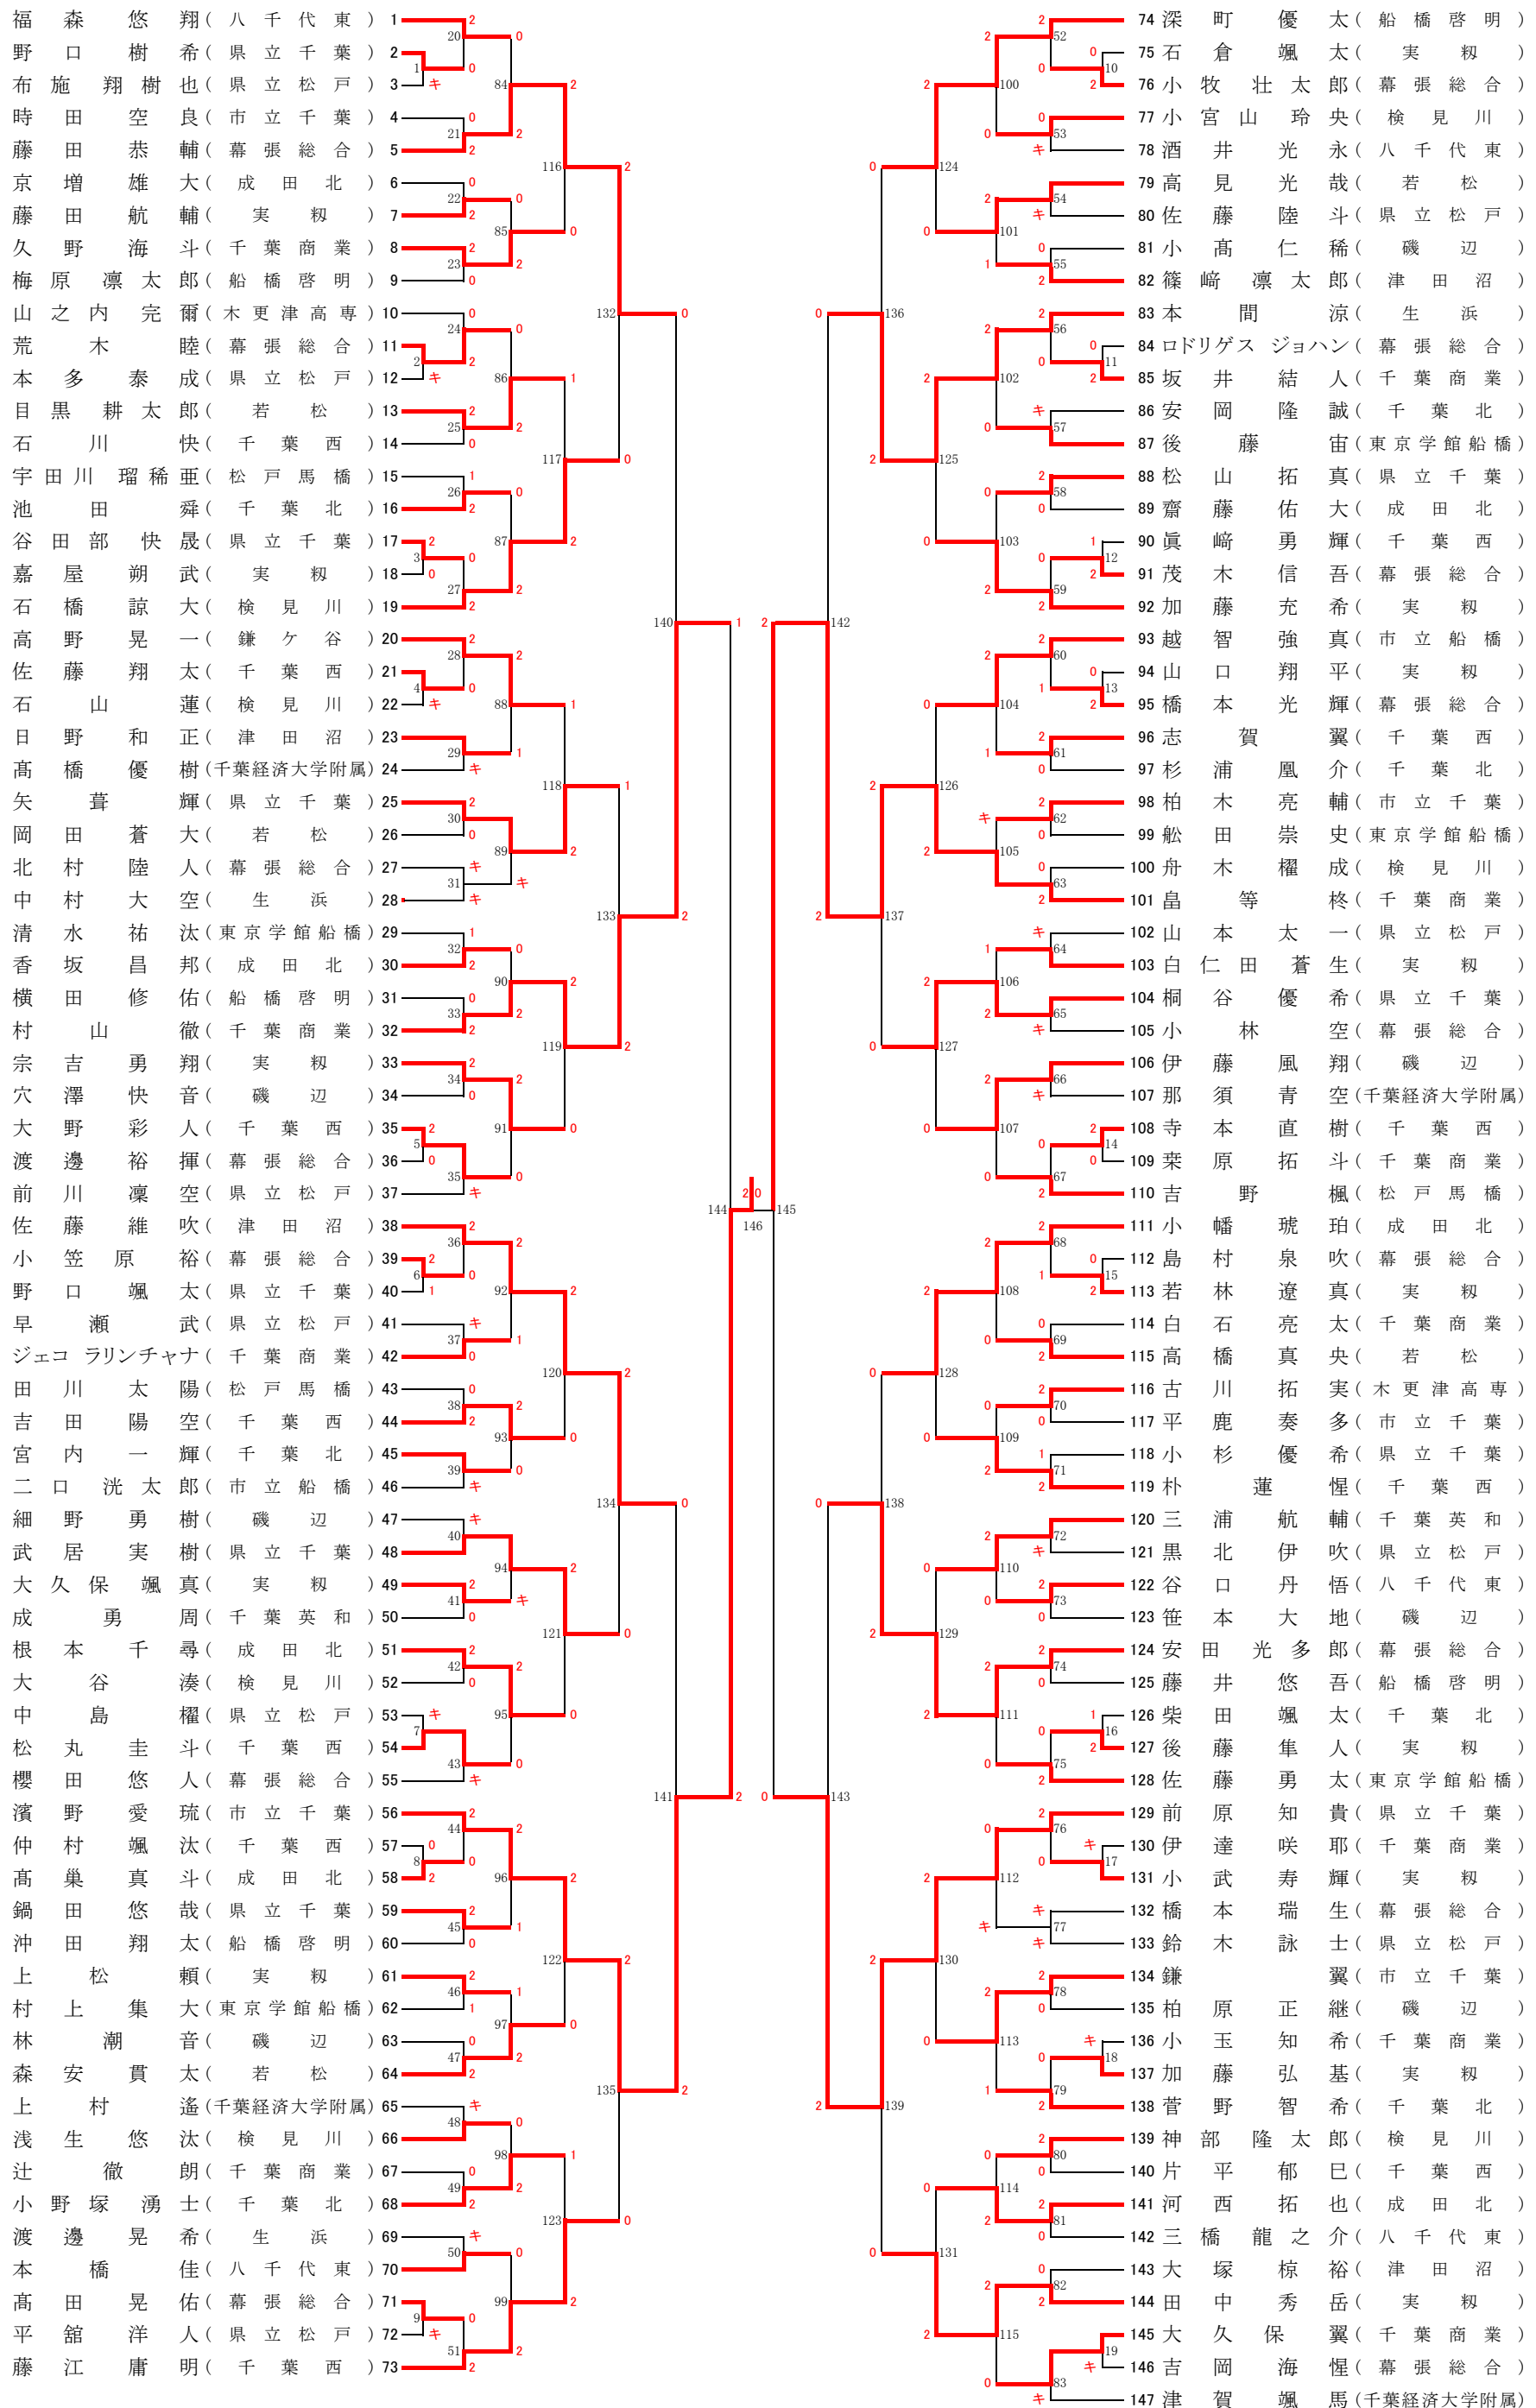 福森悠翔(八千代東) 1
野口樹希(県立千葉) 2
布施翔樹也(県立松戸) 3
時田空良(市立千葉) 4
藤田恭輔(幕張総合) 5
京増雄大(成田北) 6
藤田航輔(実籾) 7
久野海斗(千葉商業) 8
梅原凛太郎(船橋啓明) 9
山之内完爾(木更津高専) 10
荒木睦(幕張総合) 11
本多泰成(県立松戸) 12
目黒耕太郎(若松) 13
石川快(千葉西) 14
宇田川瑠稀亜(松戸馬橋) 15
池田舜(千葉北) 16
谷田部快晟(県立千葉) 17
嘉屋朔武(実籾) 18
石橋諒大(検見川) 19
高野晃一(鎌ケ谷) 20
佐藤翔太(千葉西) 21
石山蓮(検見川) 22
日野和正(津田沼) 23
髙橋優樹(千葉経済大学附属) 24
矢葺輝(県立千葉) 25
岡田蒼大(若松) 26
北村陸人(幕張総合) 27
中村大空(生浜) 28
清水祐汰(東京学館船橋) 29
香坂昌邦(成田北) 30
横田修佑(船橋啓明) 31
村山徹(千葉商業) 32
宗吉勇翔(実籾) 33
穴澤快音(磯辺) 34
大野彩人(千葉西) 35
渡邊裕揮(幕張総合) 36
前川凜空(県立松戸) 37
佐藤維吹(津田沼) 38
小笠原裕(幕張総合) 39
野口颯太(県立千葉) 40
早瀬武(県立松戸) 41
ジェコ ラリンチャナ(千葉商業) 42
田川太陽(松戸馬橋) 43
吉田陽空(千葉西) 44
宮内一輝(千葉北) 45
二口洸太郎(市立船橋) 46
細野勇樹(磯辺) 47
武居実樹(県立千葉) 48
大久保颯真(実籾) 49
成勇周(千葉英和) 50
根本千尋(成田北) 51
大谷湊(検見川) 52
中島櫂(県立松戸) 53
松丸圭斗(千葉西) 54
櫻田悠人(幕張総合) 55
濱野愛琉(市立千葉) 56
仲村颯汰(千葉西) 57
髙巣真斗(成田北) 58
鍋田悠哉(県立千葉) 59
沖田翔太(船橋啓明) 60
上松頼(実籾) 61
村上集大(東京学館船橋) 62
林潮音(磯辺) 63
森安貫太(若松) 64
上村遙(千葉経済大学附属) 65
浅生悠汰(検見川) 66
辻徹朗(千葉商業) 67
小野塚湧士(千葉北) 68
渡邊晃希(生浜) 69
本橋佳(八千代東) 70
髙田晃佑(幕張総合) 71
平舘洋人(県立松戸) 72
藤江庸明(千葉西) 73
74 深町優太(船橋啓明)
75 石倉颯太(実籾)
76 小牧壮太郎(幕張総合)
77 小宮山玲央(検見川)
78 酒井光永(八千代東)
79 高見光哉(若松)
80 佐藤陸斗(県立松戸)
81 小髙仁稀(磯辺)
82 篠﨑凛太郎(津田沼)
83 本間涼(生浜)
84 ロドリゲス ジョハン(幕張総合)
85 坂井結人(千葉商業)
86 安岡隆誠(千葉北)
87 後藤宙(東京学館船橋)
88 松山拓真(県立千葉)
89 齋藤佑大(成田北)
90 眞﨑勇輝(千葉西)
91 茂木信吾(幕張総合)
92 加藤充希(実籾)
93 越智強真(市立船橋)
94 山口翔平(実籾)
95 橋本光輝(幕張総合)
96 志賀翼(千葉西)
97 杉浦凰介(千葉北)
98 柏木亮輔(市立千葉)
99 舩田崇史(東京学館船橋)
100 舟木櫂成(検見川)
101 畠等柊(千葉商業)
102 山本太一(県立松戸)
103 白仁田蒼生(実籾)
104 桐谷優希(県立千葉)
105 小林空(幕張総合)
106 伊藤風翔(磯辺)
107 那須青空(千葉経済大学附属)
108 寺本直樹(千葉西)
109 桒原拓斗(千葉商業)
110 吉野楓(松戸馬橋)
111 小幡琥珀(成田北)
112 島村泉吹(幕張総合)
113 若林遼真(実籾)
114 白石亮太(千葉商業)
115 高橋真央(若松)
116 古川拓実(木更津高専)
117 平鹿奏多(市立千葉)
118 小杉優希(県立千葉)
119 朴蓮惺(千葉西)
120 三浦航輔(千葉英和)
121 黒北伊吹(県立松戸)
122 谷口丹悟(八千代東)
123 笹本大地(磯辺)
124 安田光多郎(幕張総合)
125 藤井悠吾(船橋啓明)
126 柴田颯太(千葉北)
127 後藤隼人(実籾)
128 佐藤勇太(東京学館船橋)
129 前原知貴(県立千葉)
130 伊達咲耶(千葉商業)
131 小武寿輝(実籾)
132 橋本瑞生(幕張総合)
133 鈴木詠士(県立松戸)
134 鎌翼(市立千葉)
135 柏原正継(磯辺)
136 小玉知希(千葉商業)
137 加藤弘基(実籾)
138 菅野智希(千葉北)
139 神部隆太郎(検見川)
140 片平郁巳(千葉西)
141 河西拓也(成田北)
142 三橋龍之介(八千代東)
143 大塚椋裕(津田沼)
144 田中秀岳(実籾)
145 大久保翼(千葉商業)
146 吉岡海惺(幕張総合)
147 津賀颯馬(千葉経済大学附属)